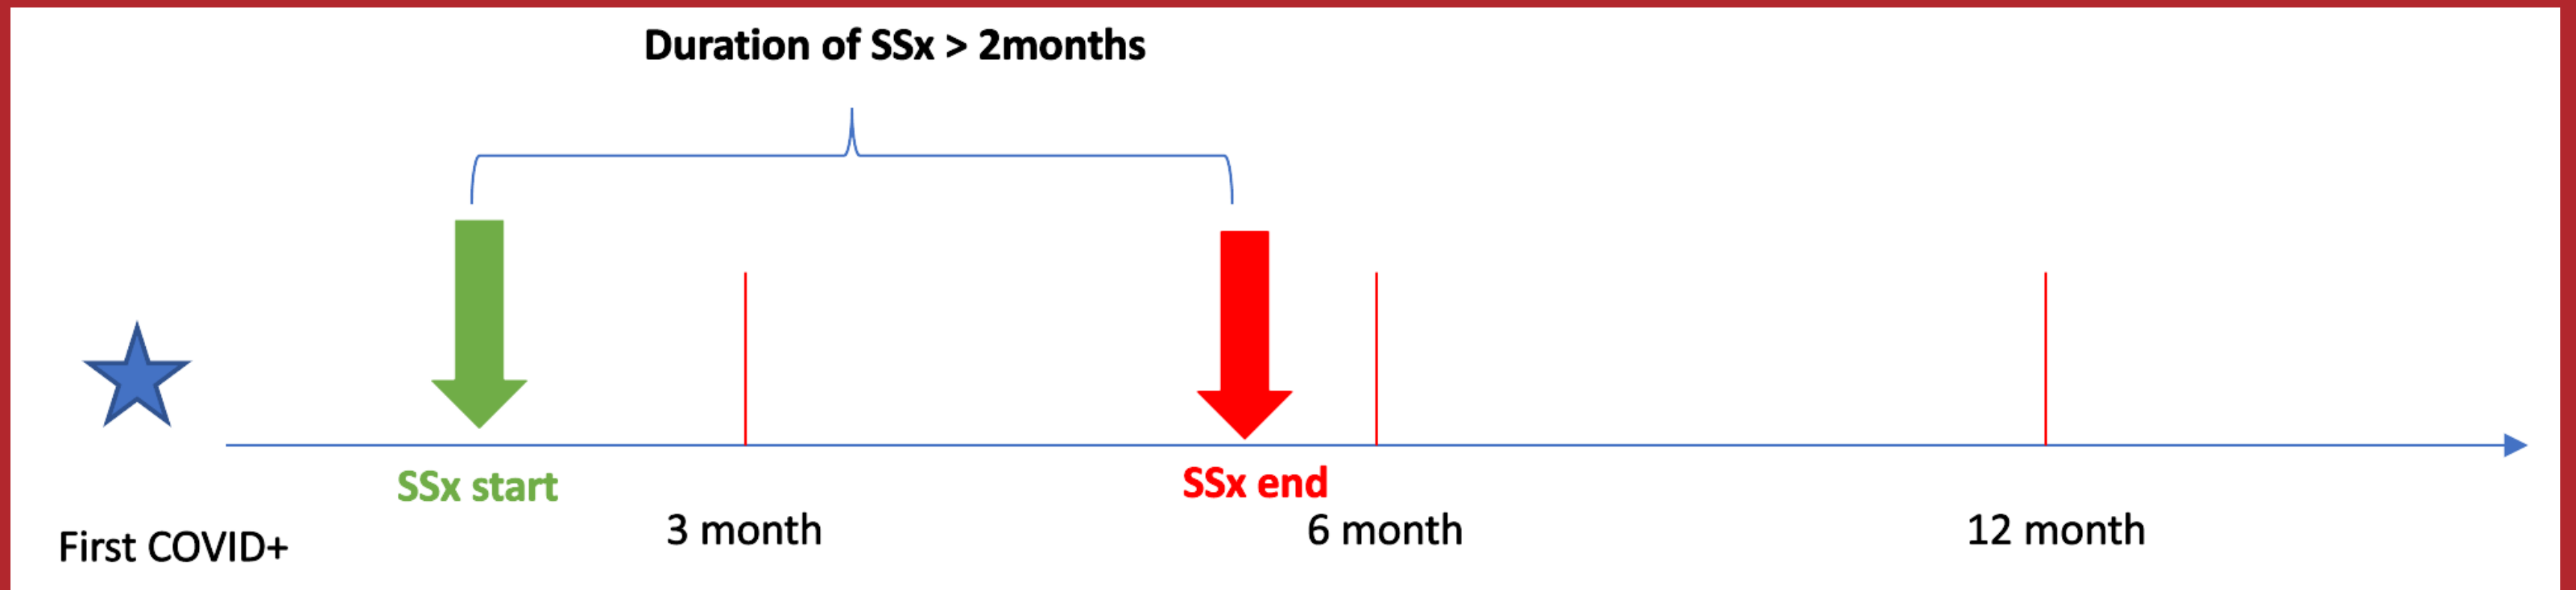 Duration of SSx > 2months
SSx start
SSx end
First COVID+
3 month
6 month
12 month